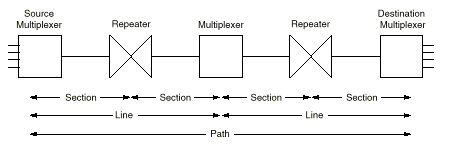 Source
Multiplexer
Repeater
Multiplexer
Repeater
Destination
Multiplexer
Section
Section
Section
Section
Line
Line
Path